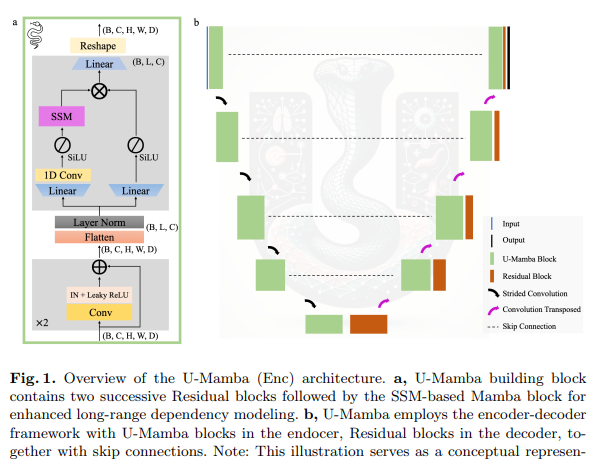 a
(B, C, H, W, D)
Reshape
Linear
(B, L, C)
SSM
SiLU
SiLU
1D Conv
Linear
Linear
Layer Norm
(B, L, C)
Flatten
(B, C, H, W, D)
IN + Leaky ReLU
Conv
×2
(B, C, H, W, D)
b
Input
Output
U-Mamba Block
Residual Block
Strided Convolution
Convolution Transposed
Skip Connection
Fig. 1. Overview of the U-Mamba (Enc) architecture. a, U-Mamba building block
contains two successive Residual blocks followed by the SSM-based Mamba block for
enhanced long-range dependency modeling. b, U-Mamba employs the encoder-decoder
framework with U-Mamba blocks in the endocer, Residual blocks in the decoder, to-
gether with skip connections. Note: This illustration serves as a conceptual represen-